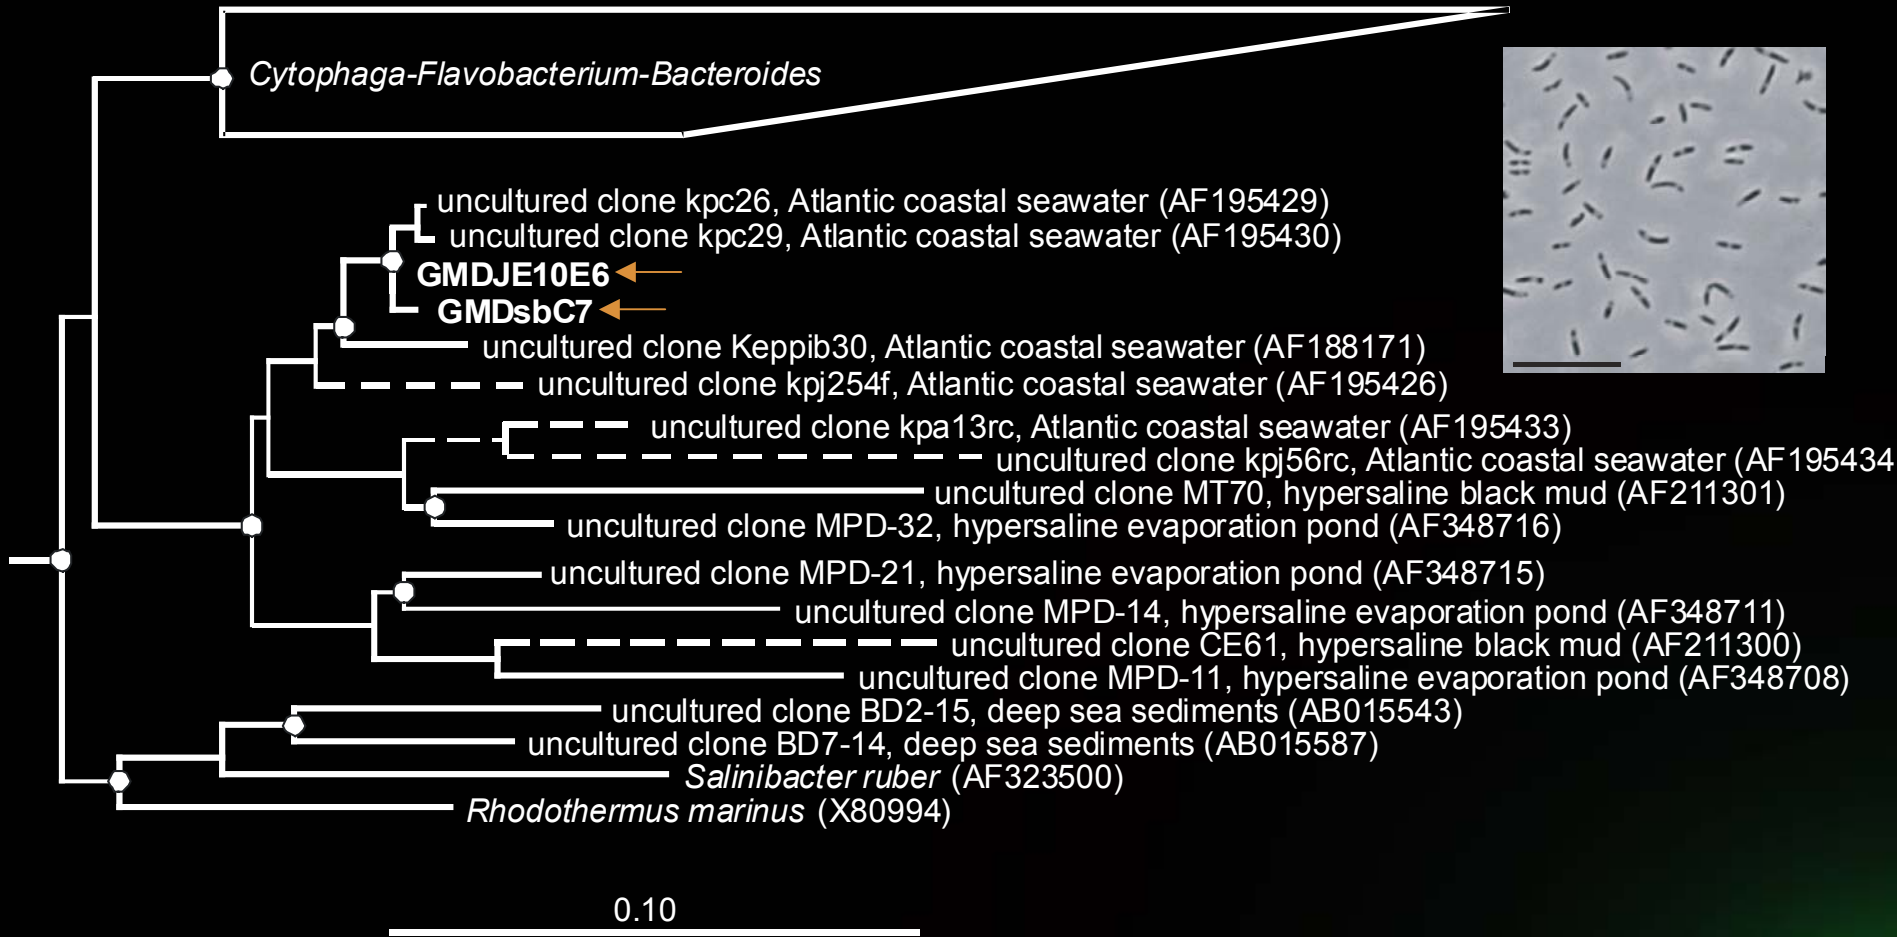 Cytophaga-Flavobacterium-Bacteroides
uncultured clone kpc26, Atlantic coastal seawater (AF195429)
uncultured clone kpc29, Atlantic coastal seawater (AF195430)
GMDJE10E6
GMDsbC7
uncultured clone Keppib30, Atlantic coastal seawater (AF188171)
uncultured clone kpj254f, Atlantic coastal seawater (AF195426)
uncultured clone kpa13rc, Atlantic coastal seawater (AF195433)
uncultured clone kpj56rc, Atlantic coastal seawater (AF195434
uncultured clone MT70, hypersaline black mud (AF211301)
uncultured clone MPD-32, hypersaline evaporation pond (AF348716)
uncultured clone MPD-21, hypersaline evaporation pond (AF348715)
uncultured clone MPD-14, hypersaline evaporation pond (AF348711)
uncultured clone CE61, hypersaline black mud (AF211300)
uncultured clone MPD-11, hypersaline evaporation pond (AF348708)
uncultured clone BD2-15, deep sea sediments (AB015543)
uncultured clone BD7-14, deep sea sediments (AB015587)
Salinibacter ruber (AF323500)
Rhodothermus marinus (X80994)
0.10